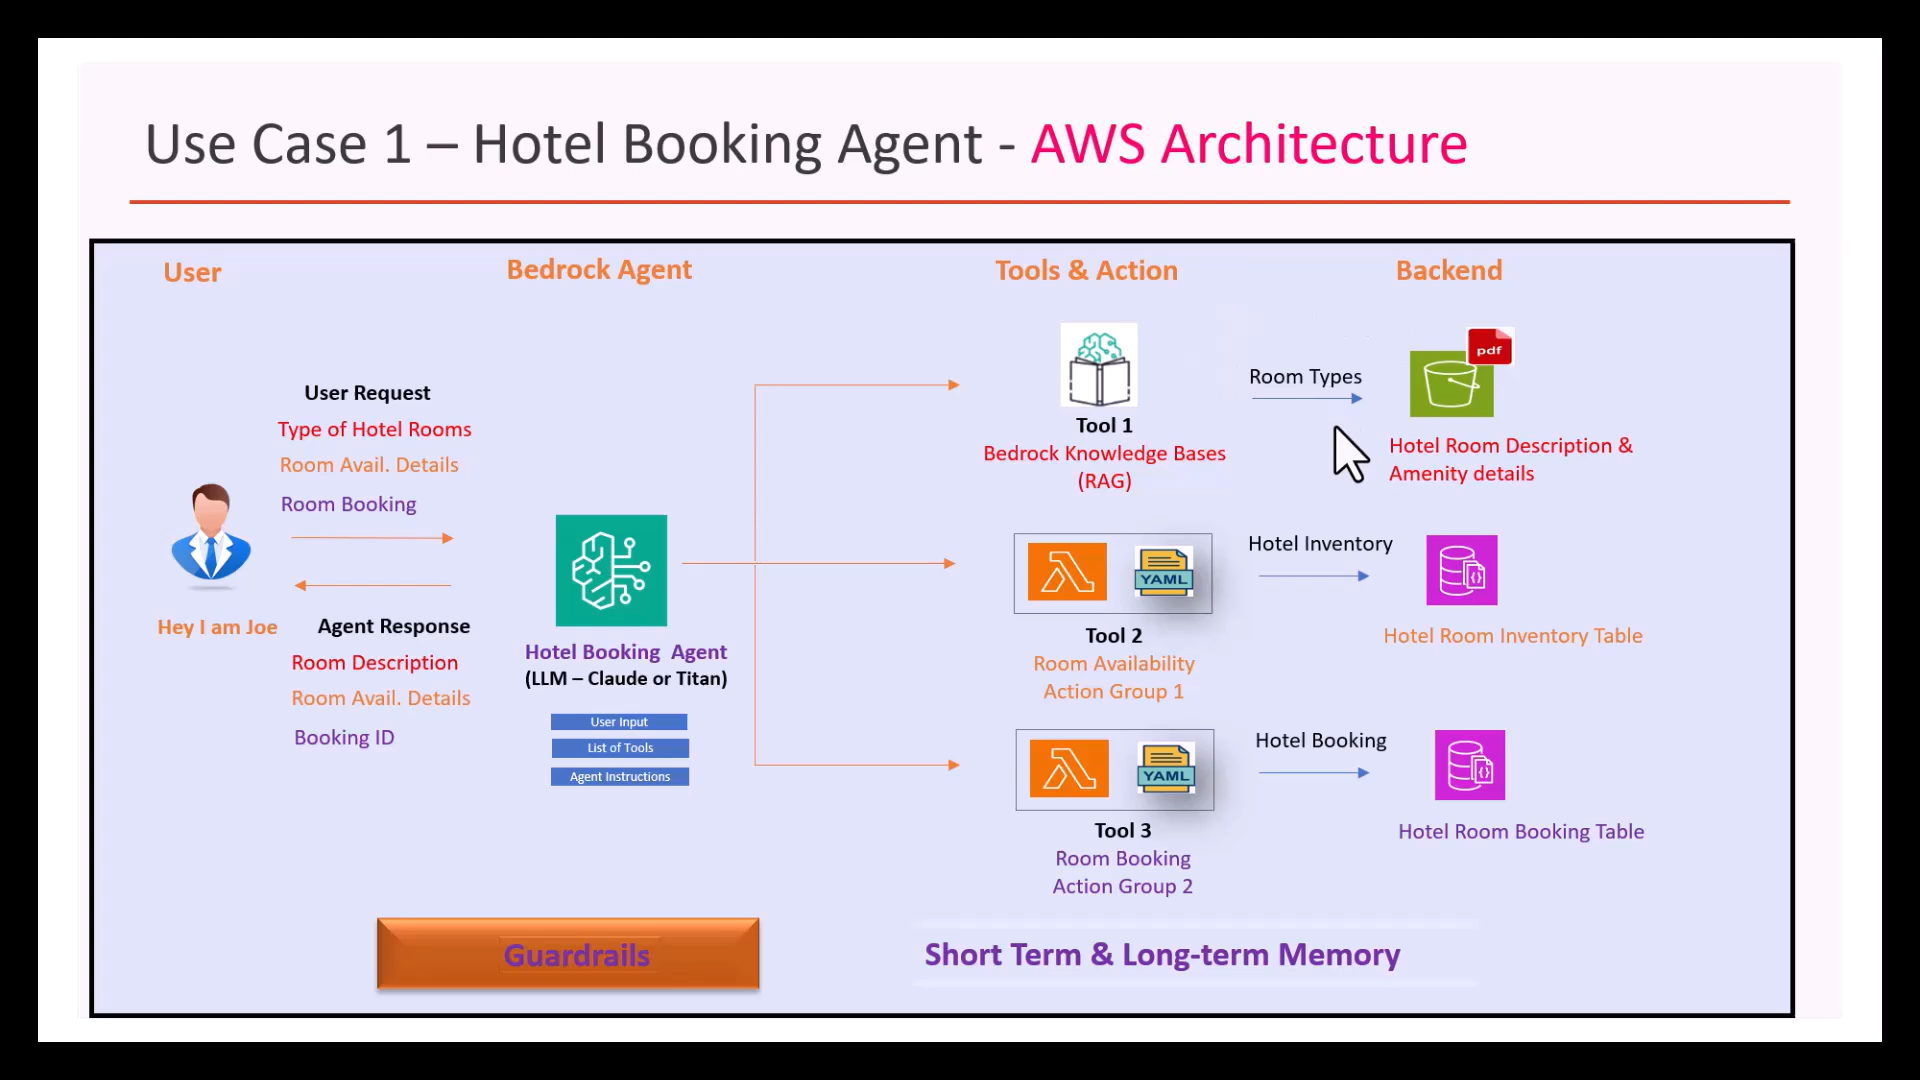 Use Case 1 – Hotel Booking Agent - AWS Architecture
User
Bedrock Agent
Tools & Action
Backend
User Request
Type of Hotel Rooms
Room Avail. Details
Room Booking
Hey I am Joe
Agent Response
Room Description
Room Avail. Details
Booking ID
Hotel Booking Agent
(LLM – Claude or Titan)
User Input
List of Tools
Agent Instructions
Tool 1
Bedrock Knowledge Bases
(RAG)
Room Types
pdf
Hotel Room Description &
Amenity details
YAML
Tool 2
Room Availability
Action Group 1
Hotel Inventory
Hotel Room Inventory Table
YAML
Tool 3
Room Booking
Action Group 2
Hotel Booking
Hotel Room Booking Table
Guardrails
Short Term & Long-term Memory